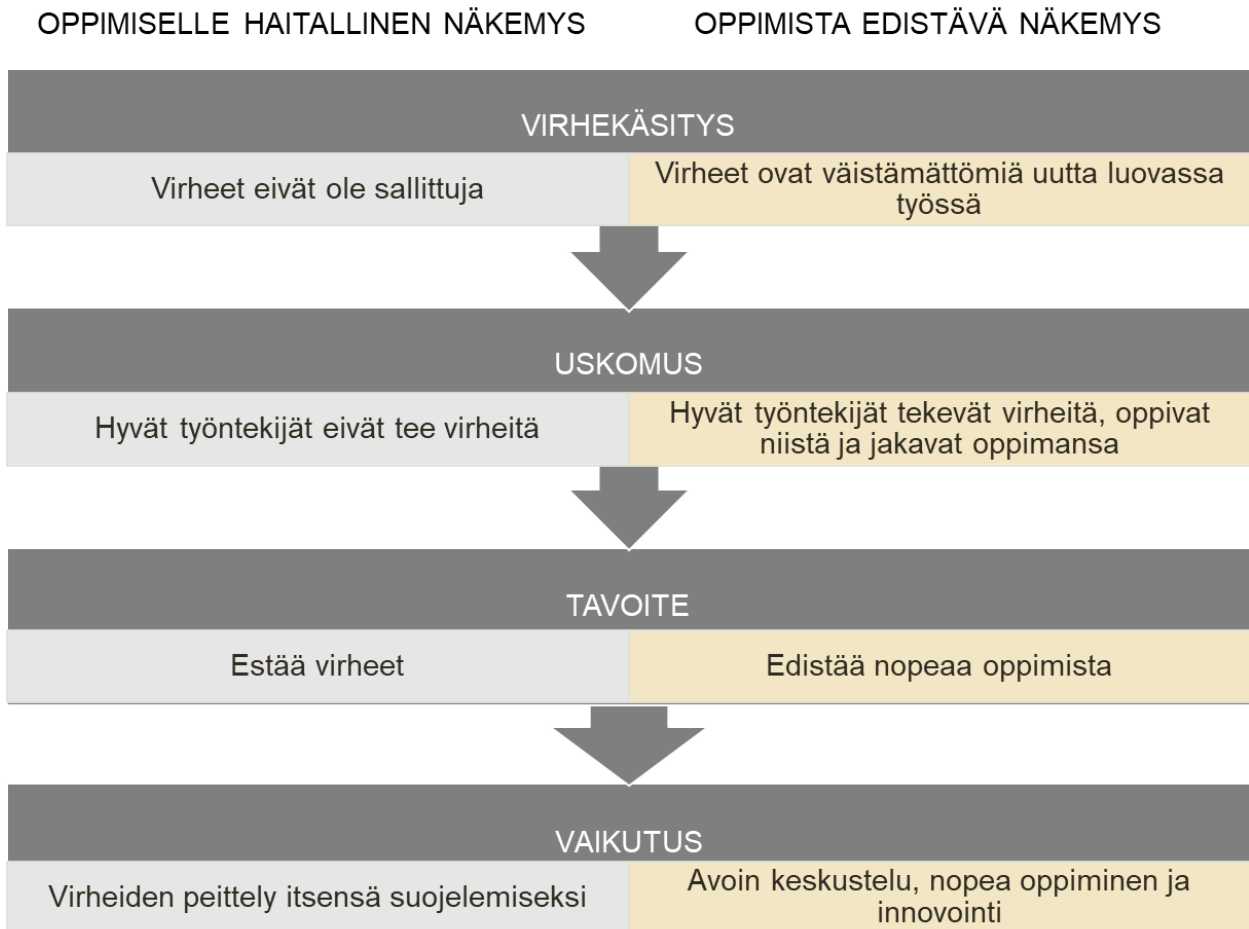 OPPIMISELLE HAITALLINEN NÄKEMYS
OPPIMISTA EDISTÄVÄ NÄKEMYS
VIRHEKÄSITYS
Virheet eivät ole sallittuja
Virheet ovat väistämättömiä uutta luovassa
työssä
USKOMUS
Hyvät työntekijät eivät tee virheitä
Hyvät työntekijät tekevät virheitä, oppivat
niistä ja jakavat oppimansa
TAVOITE
Estää virheet
Edistää nopeaa oppimista
VAIKUTUS
Virheiden peittely itsensä suojelemiseksi
Avoin keskustelu, nopea oppiminen ja
innovointi